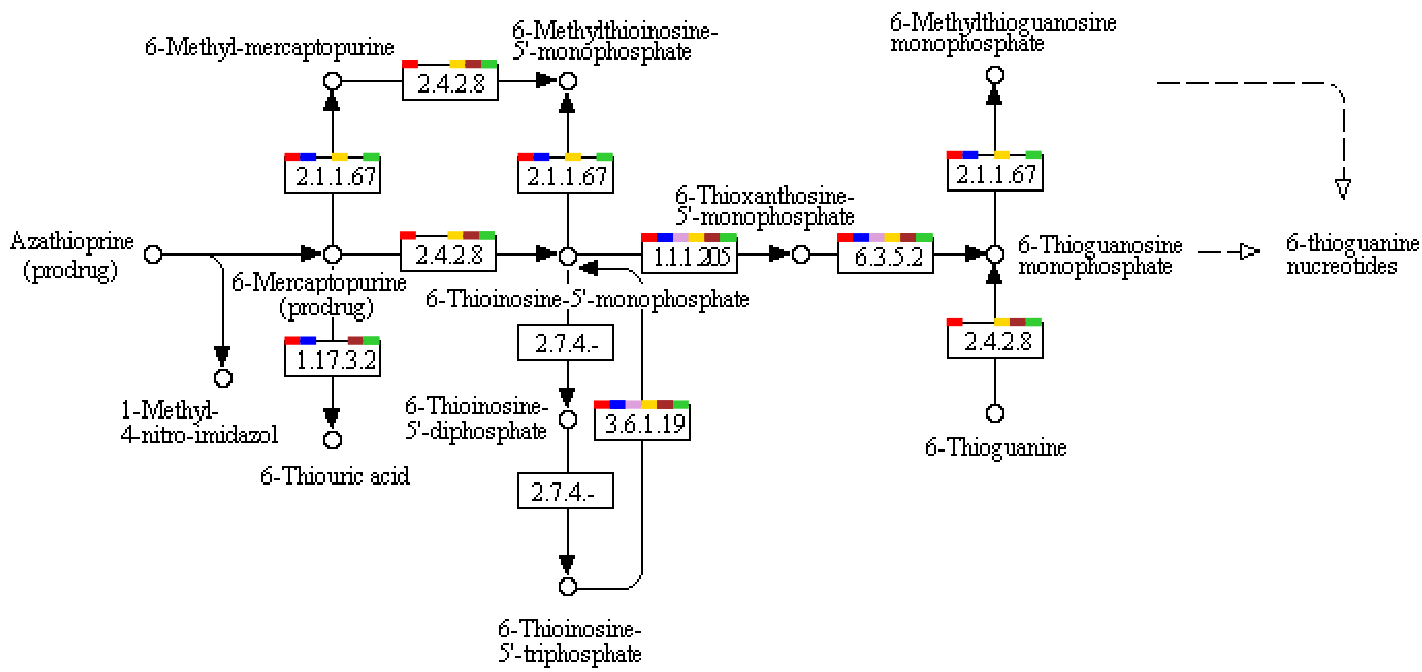 6-Methyl-mercaptopurine
6-Methylthioinosine-
5'-monophosphate
6-Methylthioguanosine
monophosphate
2.4.2.8
2.1.1.67
2.1.1.67
2.1.1.67
6-Thioxanthosine-
5'-monophosphate
Azathioprine
(prodrug)
2.4.2.8
1.1.1.205
6.3.5.2
6-Thioguanosine
monophosphate
6-thioguanine
nucreotides
6-Mercaptopurine
(prodrug)
6-Thioinosine-5'-monophosphate
2.7.4.-
2.4.2.8
1.17.3.2
1-Methyl-
4-nitro-imidazol
6-Thioinosine-
5'-diphosphate
3.6.1.19
6-Thioguanine
6-Thiouric acid
2.7.4.-
6-Thioinosine-
5'-triphosphate